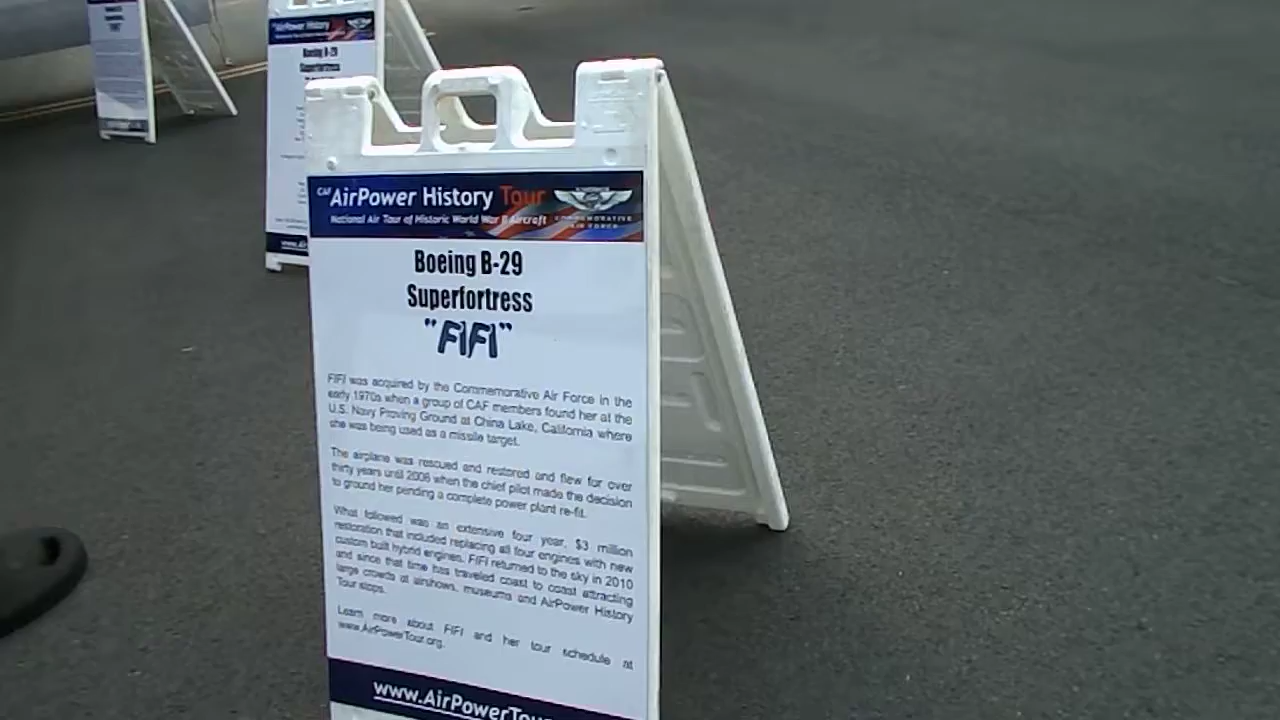 AirPower History
Boeing B-29
Superfortress
CAF AirPower History Tour
National Air Tour of Historic World War II Aircraft
COMMEMORATIVE
AIR FORCE
Boeing B-29
Superfortress
"FIFI"
FIFI was acquired by the Commemorative Air Force in the
early 1970s when a group of CAF members found her at the
U.S. Navy Proving Ground at China Lake, California where
she was being used as a missile target.
The airplane was rescued and restored and flew for over
thirty years until 2006 when the chief pilot made the decision
to ground her pending a complete power plant re-fit.
What followed was an extensive four year, $3 million
restoration that included replacing all four engines with new
custom built hybrid engines. FIFI returned to the sky in 2010
and since that time has traveled coast to coast attracting
large crowds at airshows, museums and AirPower History
Tour stops.
Learn more about FIFI and her tour schedule at
www.AirPowerTour.org.
www.AirPowerTou